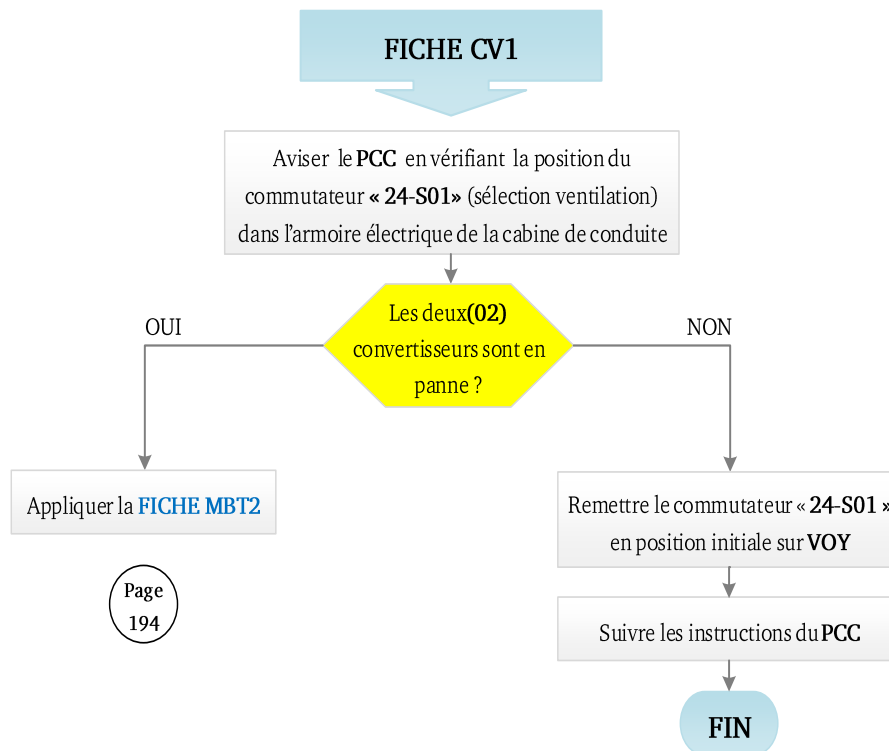 FICHE CV1
Aviser le PCC en vérifiant la position du
commutateur « 24-S01» (sélection ventilation)
dans l’armoire électrique de la cabine de conduite
Les deux(02)
convertisseurs sont en
panne ?
OUI
NON
Appliquer la FICHE MBT2
Page
194
Remettre le commutateur « 24-S01 »
en position initiale sur VOY
Suivre les instructions du PCC
FIN